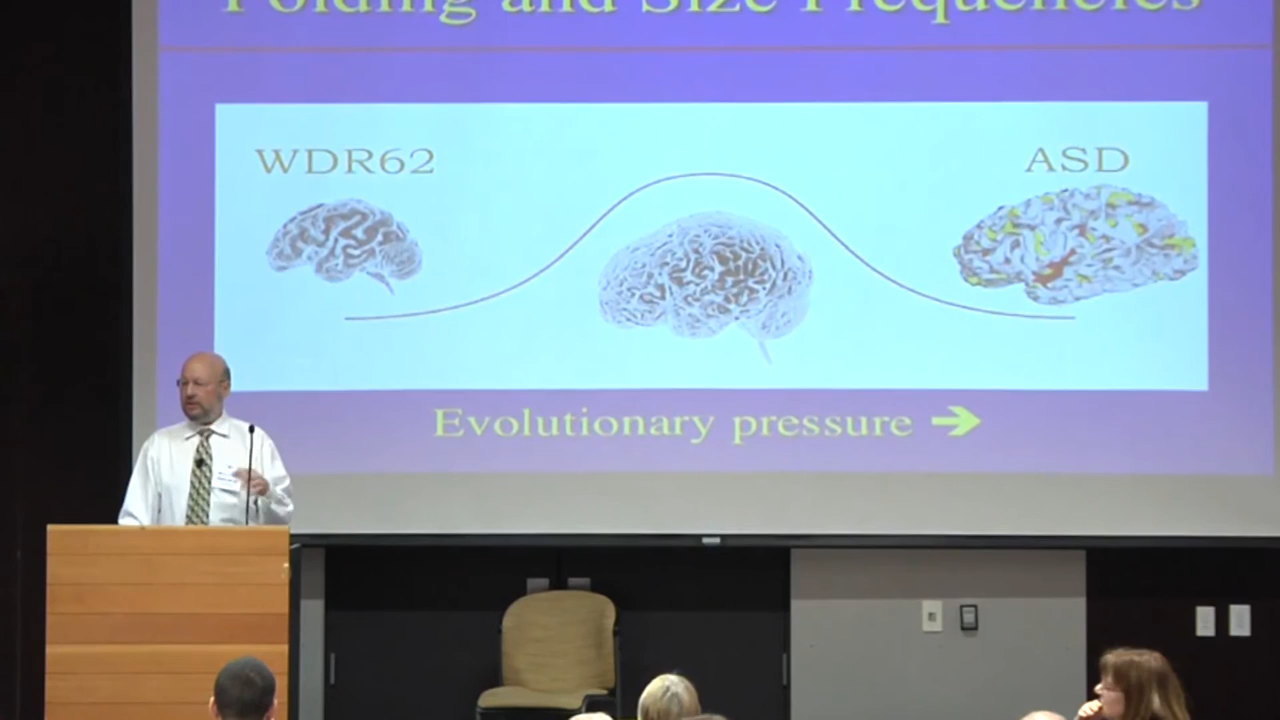 Folding and Size Frequencies
WDR62
ASD
Evolutionary pressure →